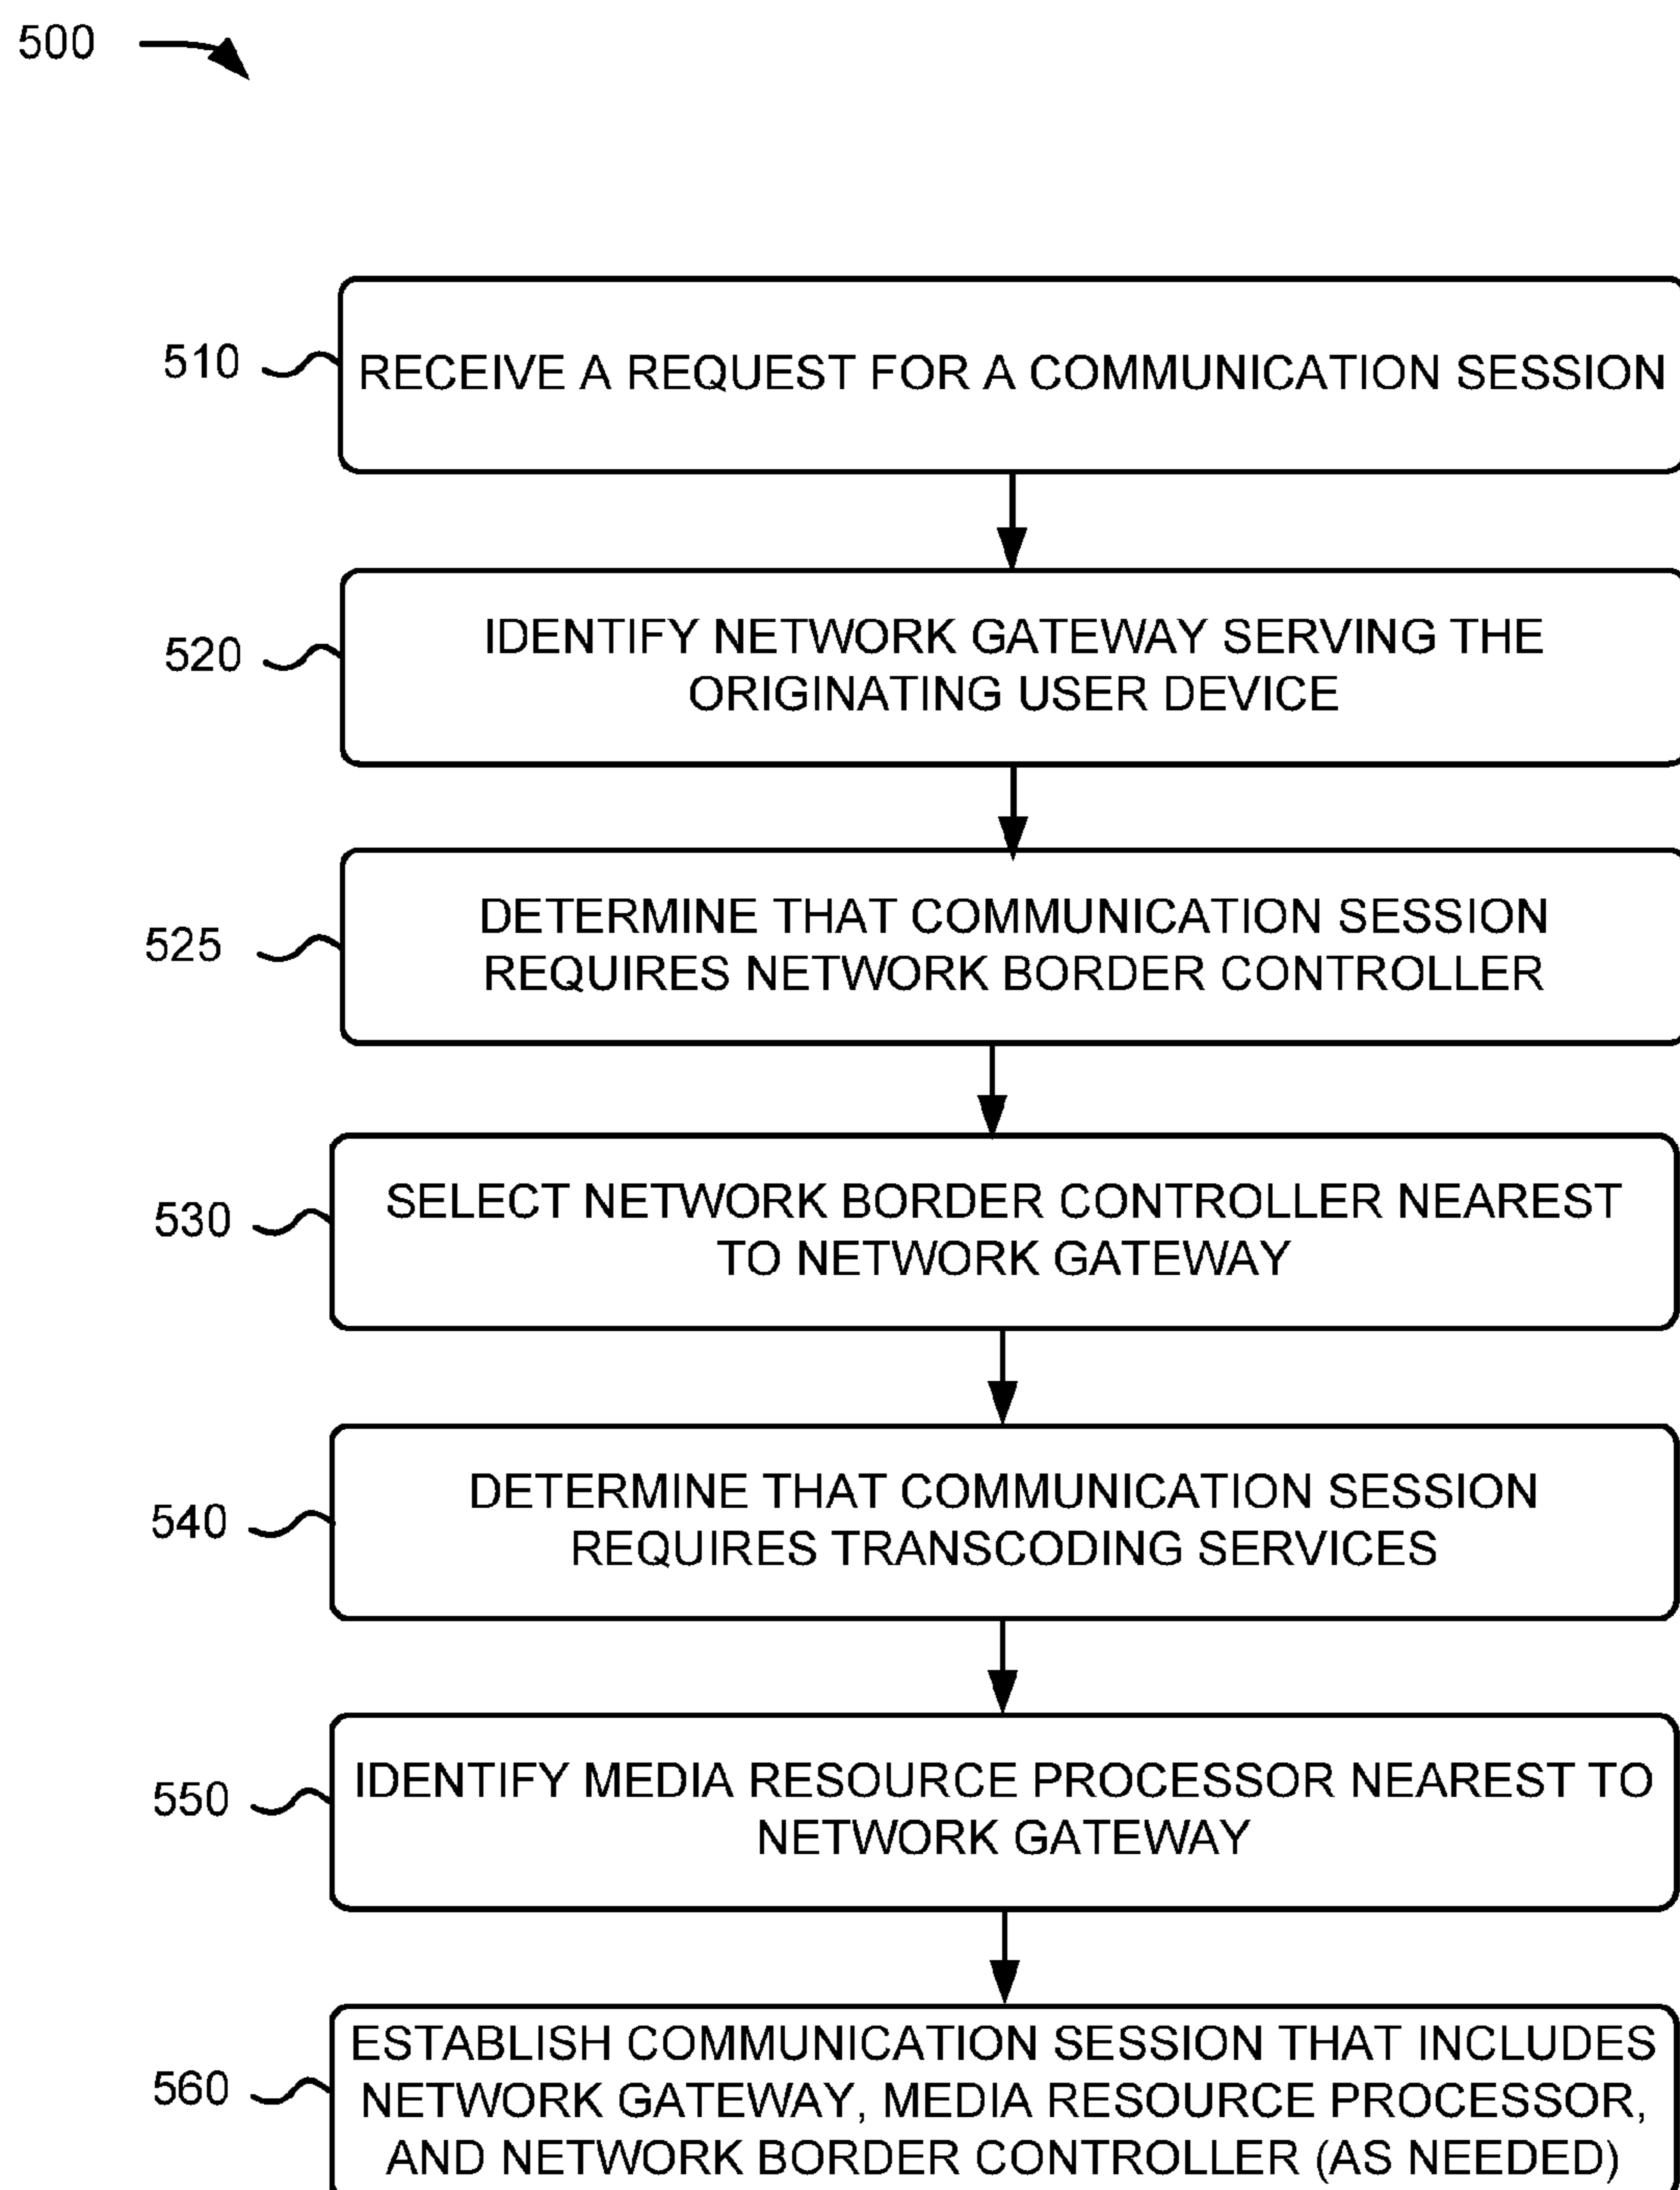 500
510
RECEIVE A REQUEST FOR A COMMUNICATION SESSION
520
IDENTIFY NETWORK GATEWAY SERVING THE
ORIGINATING USER DEVICE
525
DETERMINE THAT COMMUNICATION SESSION
REQUIRES NETWORK BORDER CONTROLLER
530
SELECT NETWORK BORDER CONTROLLER NEAREST
TO NETWORK GATEWAY
540
DETERMINE THAT COMMUNICATION SESSION
REQUIRES TRANSCODING SERVICES
550
IDENTIFY MEDIA RESOURCE PROCESSOR NEAREST TO
NETWORK GATEWAY
560
ESTABLISH COMMUNICATION SESSION THAT INCLUDES
NETWORK GATEWAY, MEDIA RESOURCE PROCESSOR,
AND NETWORK BORDER CONTROLLER (AS NEEDED)